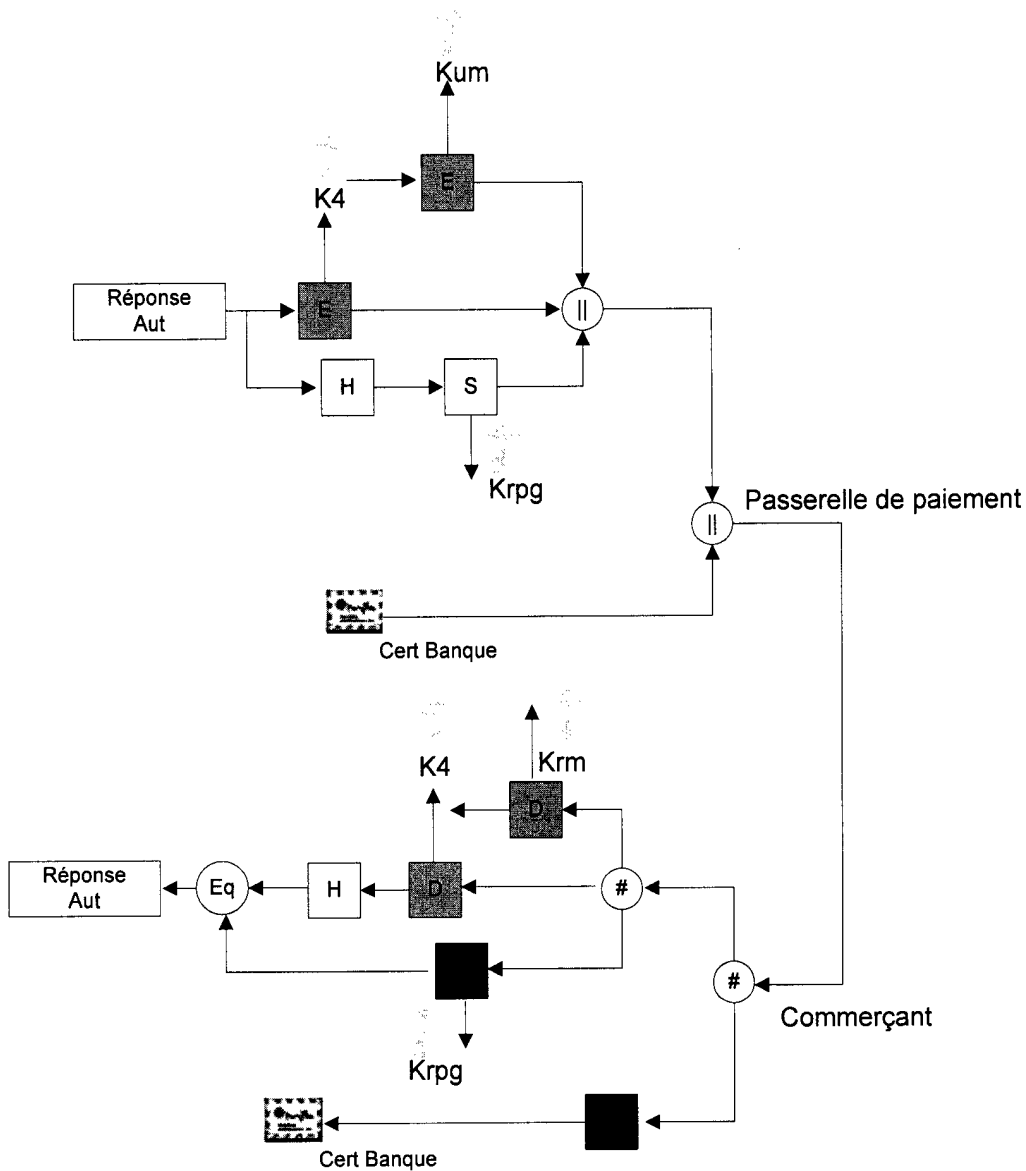 Kum
E
K4
Réponse
Aut
E
||
H
S
Krpg
||
Passerelle de paiement
Cert Banque
K4
Krm
D
Réponse
Aut
Eq
H
D
#
#
Commerçant
Krpg
Cert Banque